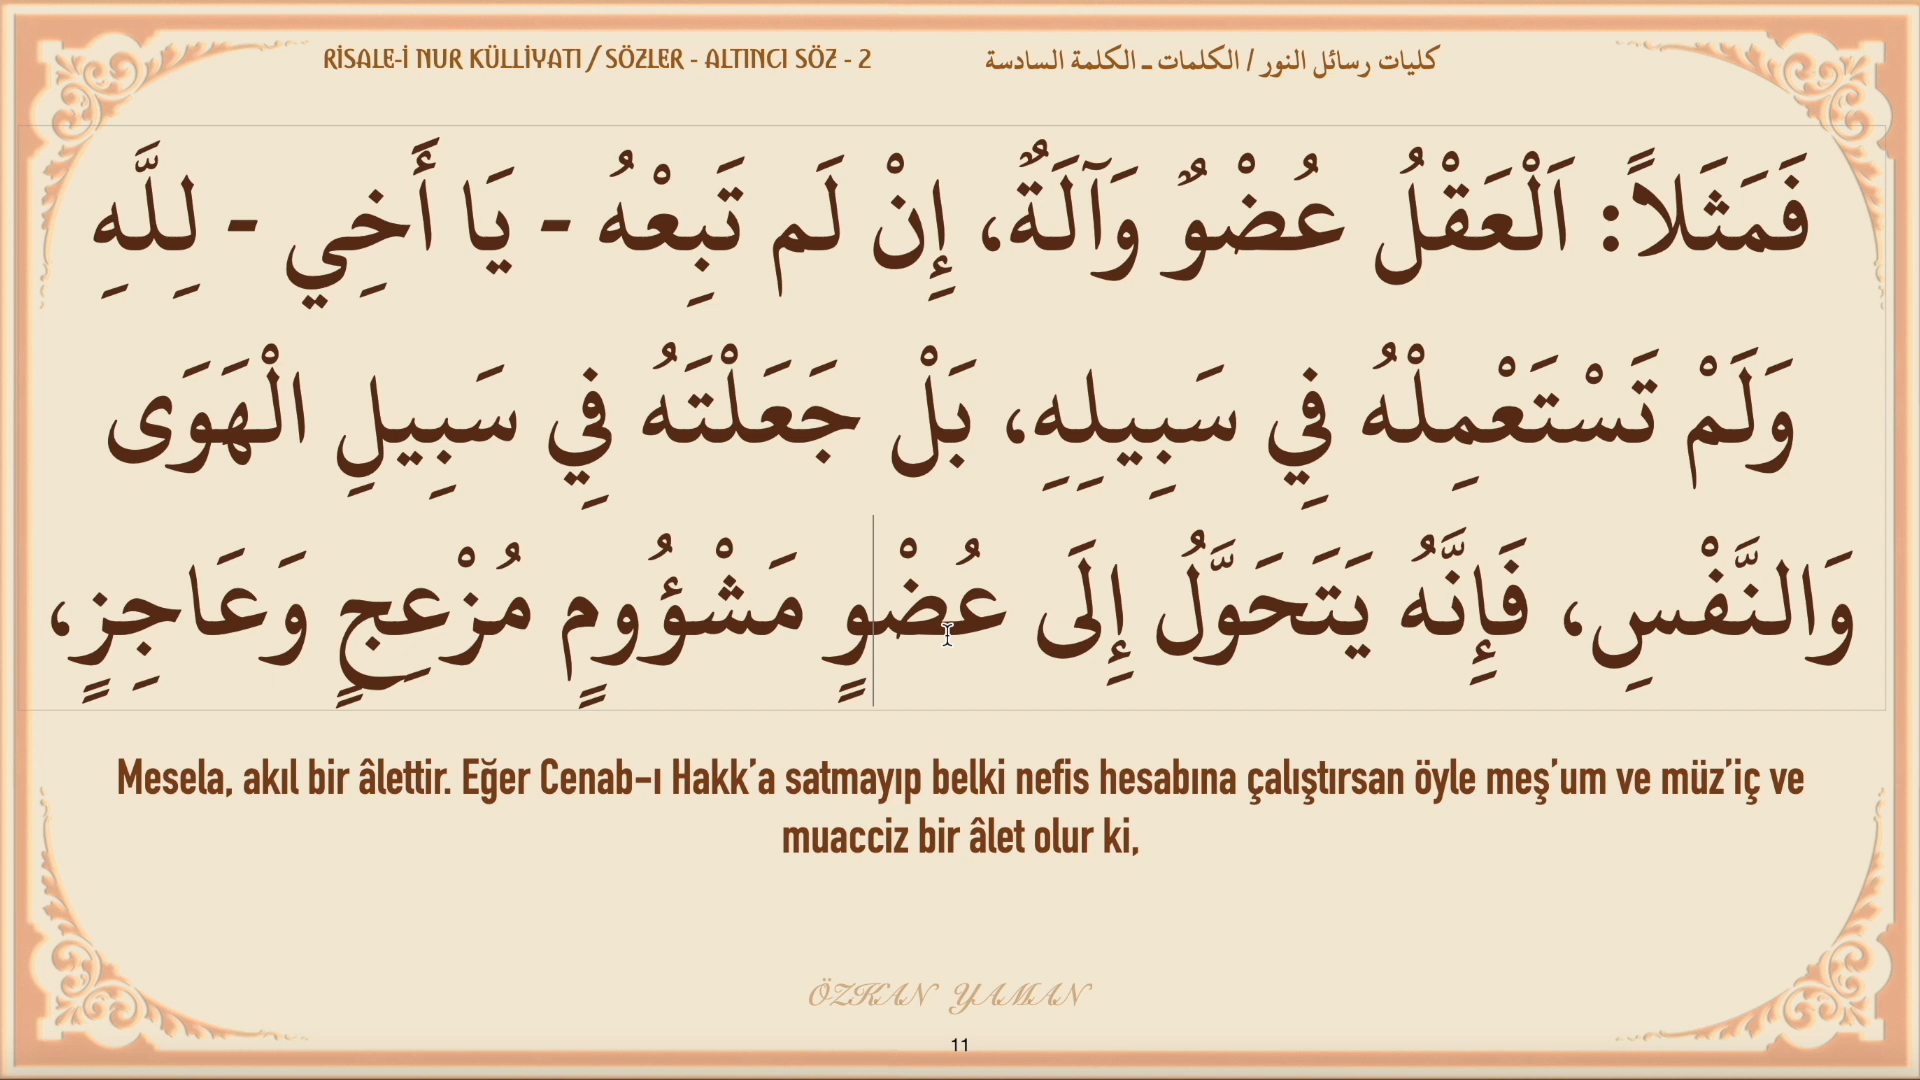 RİSALE-İ NUR KÜLLİYATI / SÖZLER - ALTINCI SÖZ - 2
كليات رسائل النور / الكلمات ـ الكلمة السادسة
فَمَثَلاً: اَلْعَقْلُ عُضْوٌ وَآلَةٌ، إِنْ لَم تَبِعْهُ - يَا أَخِي - لِلَّهِ
وَلَمْ تَسْتَعْمِلْهُ فِي سَبِيلِهِ، بَلْ جَعَلْتَهُ فِي سَبِيلِ الْهَوَى
وَالنَّفْسِ، فَإِنَّهُ يَتَحَوَّلُ إِلَى عُضْوٍ مَشْؤُومٍ مُزْعِجٍ وَعَاجِزٍ،
Mesela, akıl bir âlettir. Eğer Cenab-ı Hakk’a satmayıp belki nefis hesabına çalıştırsan öyle meş’um ve müz’iç ve
muacciz bir âlet olur ki,
ÖZKAN YAMAN
11